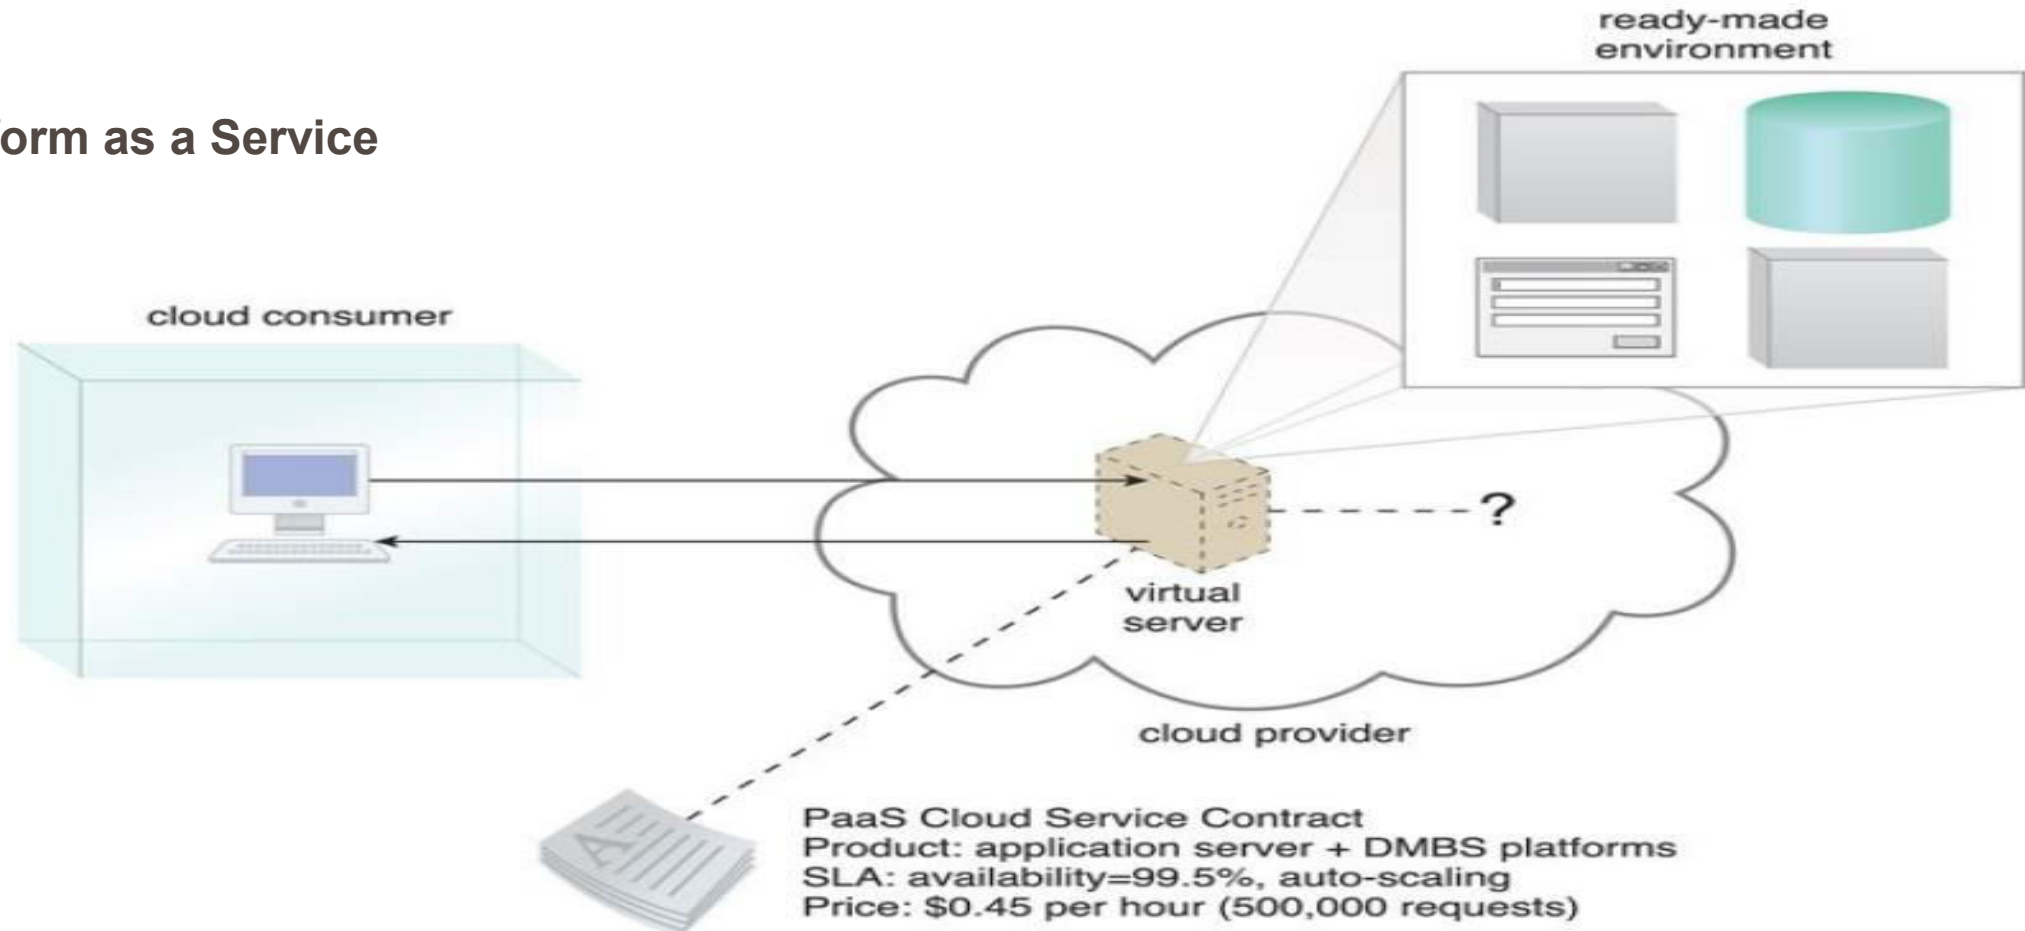 ready-made
environment
form as a Service
cloud consumer
?
virtual
server
cloud provider
PaaS Cloud Service Contract
Product: application server + DMBS platforms
SLA: availability=99.5%, auto-scaling
Price: $0.45 per hour (500,000 requests)